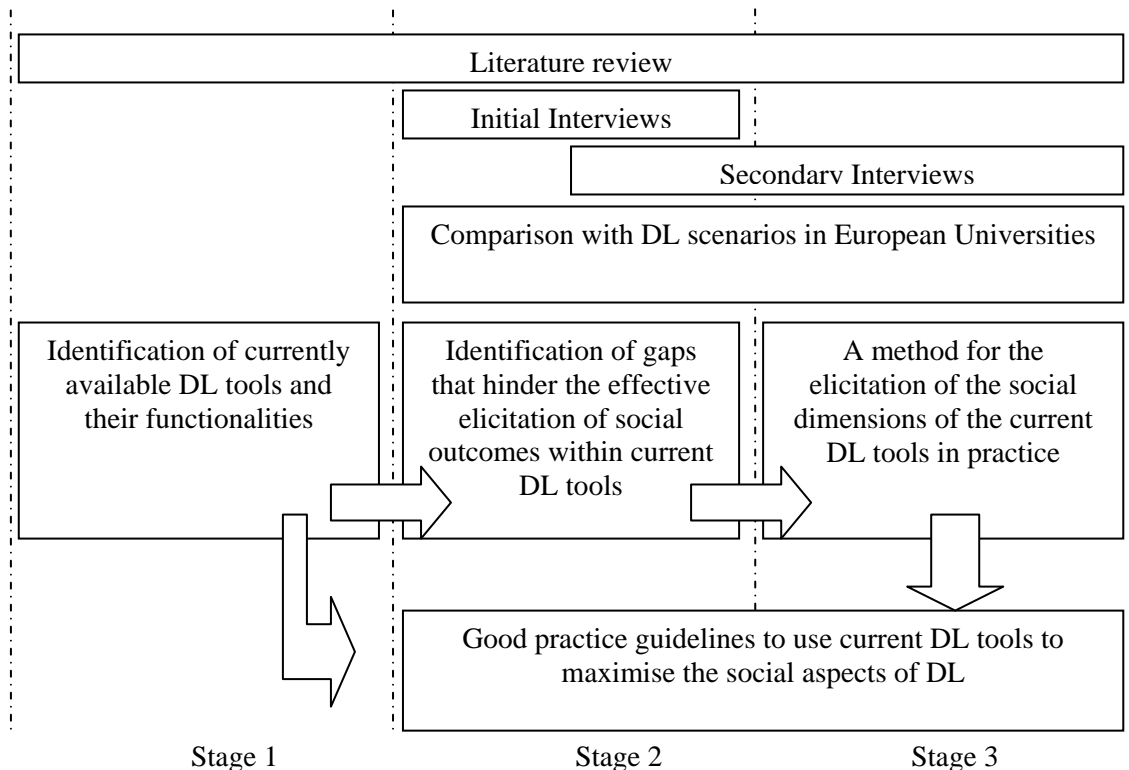 Literature review
Initial Interviews
Secondary Interviews
Comparison with DL scenarios in European Universities
Identification of currently
available DL tools and
their functionalities
Identification of gaps
that hinder the effective
elicitation of social
outcomes within current
DL tools
A method for the
elicitation of the social
dimensions of the current
DL tools in practice
Good practice guidelines to use current DL tools to
maximise the social aspects of DL
Stage 1
Stage 2
Stage 3